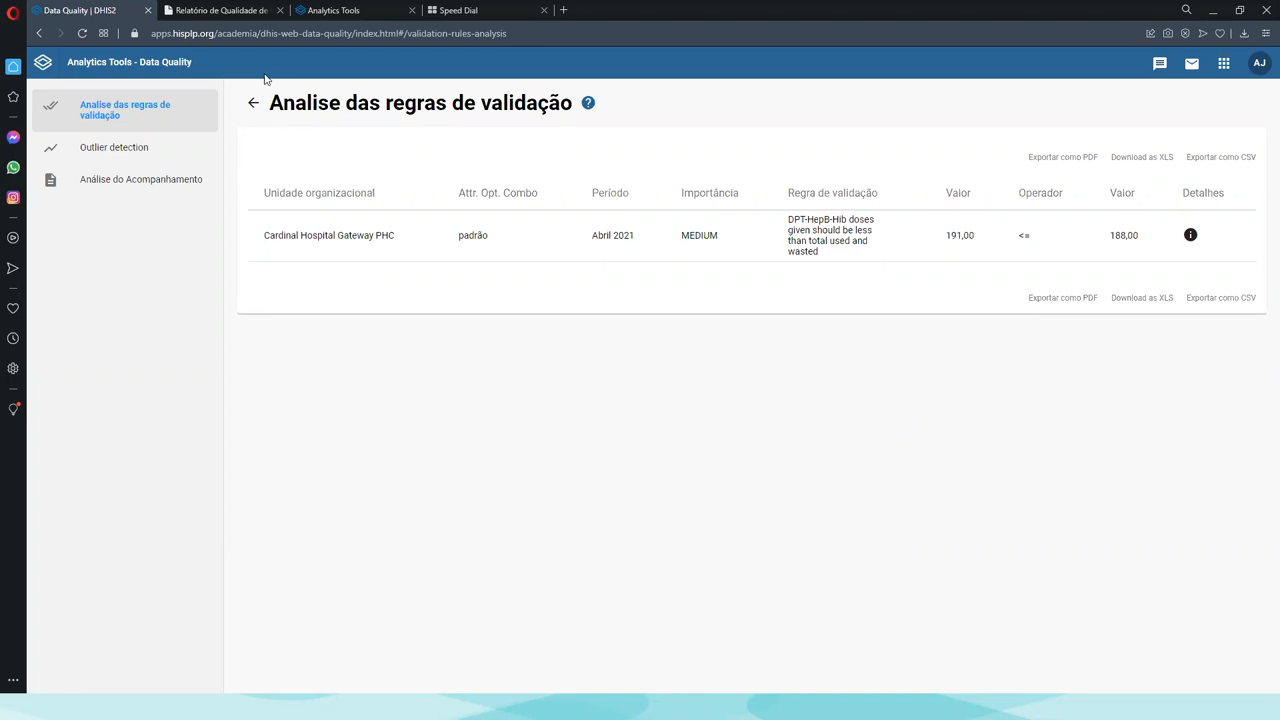 Data Quality | DHIS2
Relatório de Qualidade de
Analytics Tools
Speed Dial
apps.hisplp.org/academia/dhis-web-data-quality/index.html#/validation-rules-analysis
Analytics Tools - Data Quality
AJ
Analise das regras de
validação
Outlier detection
Análise do Acompanhamento
Analise das regras de validação
Exportar como PDF Download as XLS Exportar como CSV
Unidade organizacional Attr. Opt. Combo Período Importância Regra de validação Valor Operador Valor Detalhes
DPT-HepB-Hib doses
given should be less
than total used and
wasted
Cardinal Hospital Gateway PHC padrão Abril 2021 MEDIUM 191,00 <= 188,00
Exportar como PDF Download as XLS Exportar como CSV